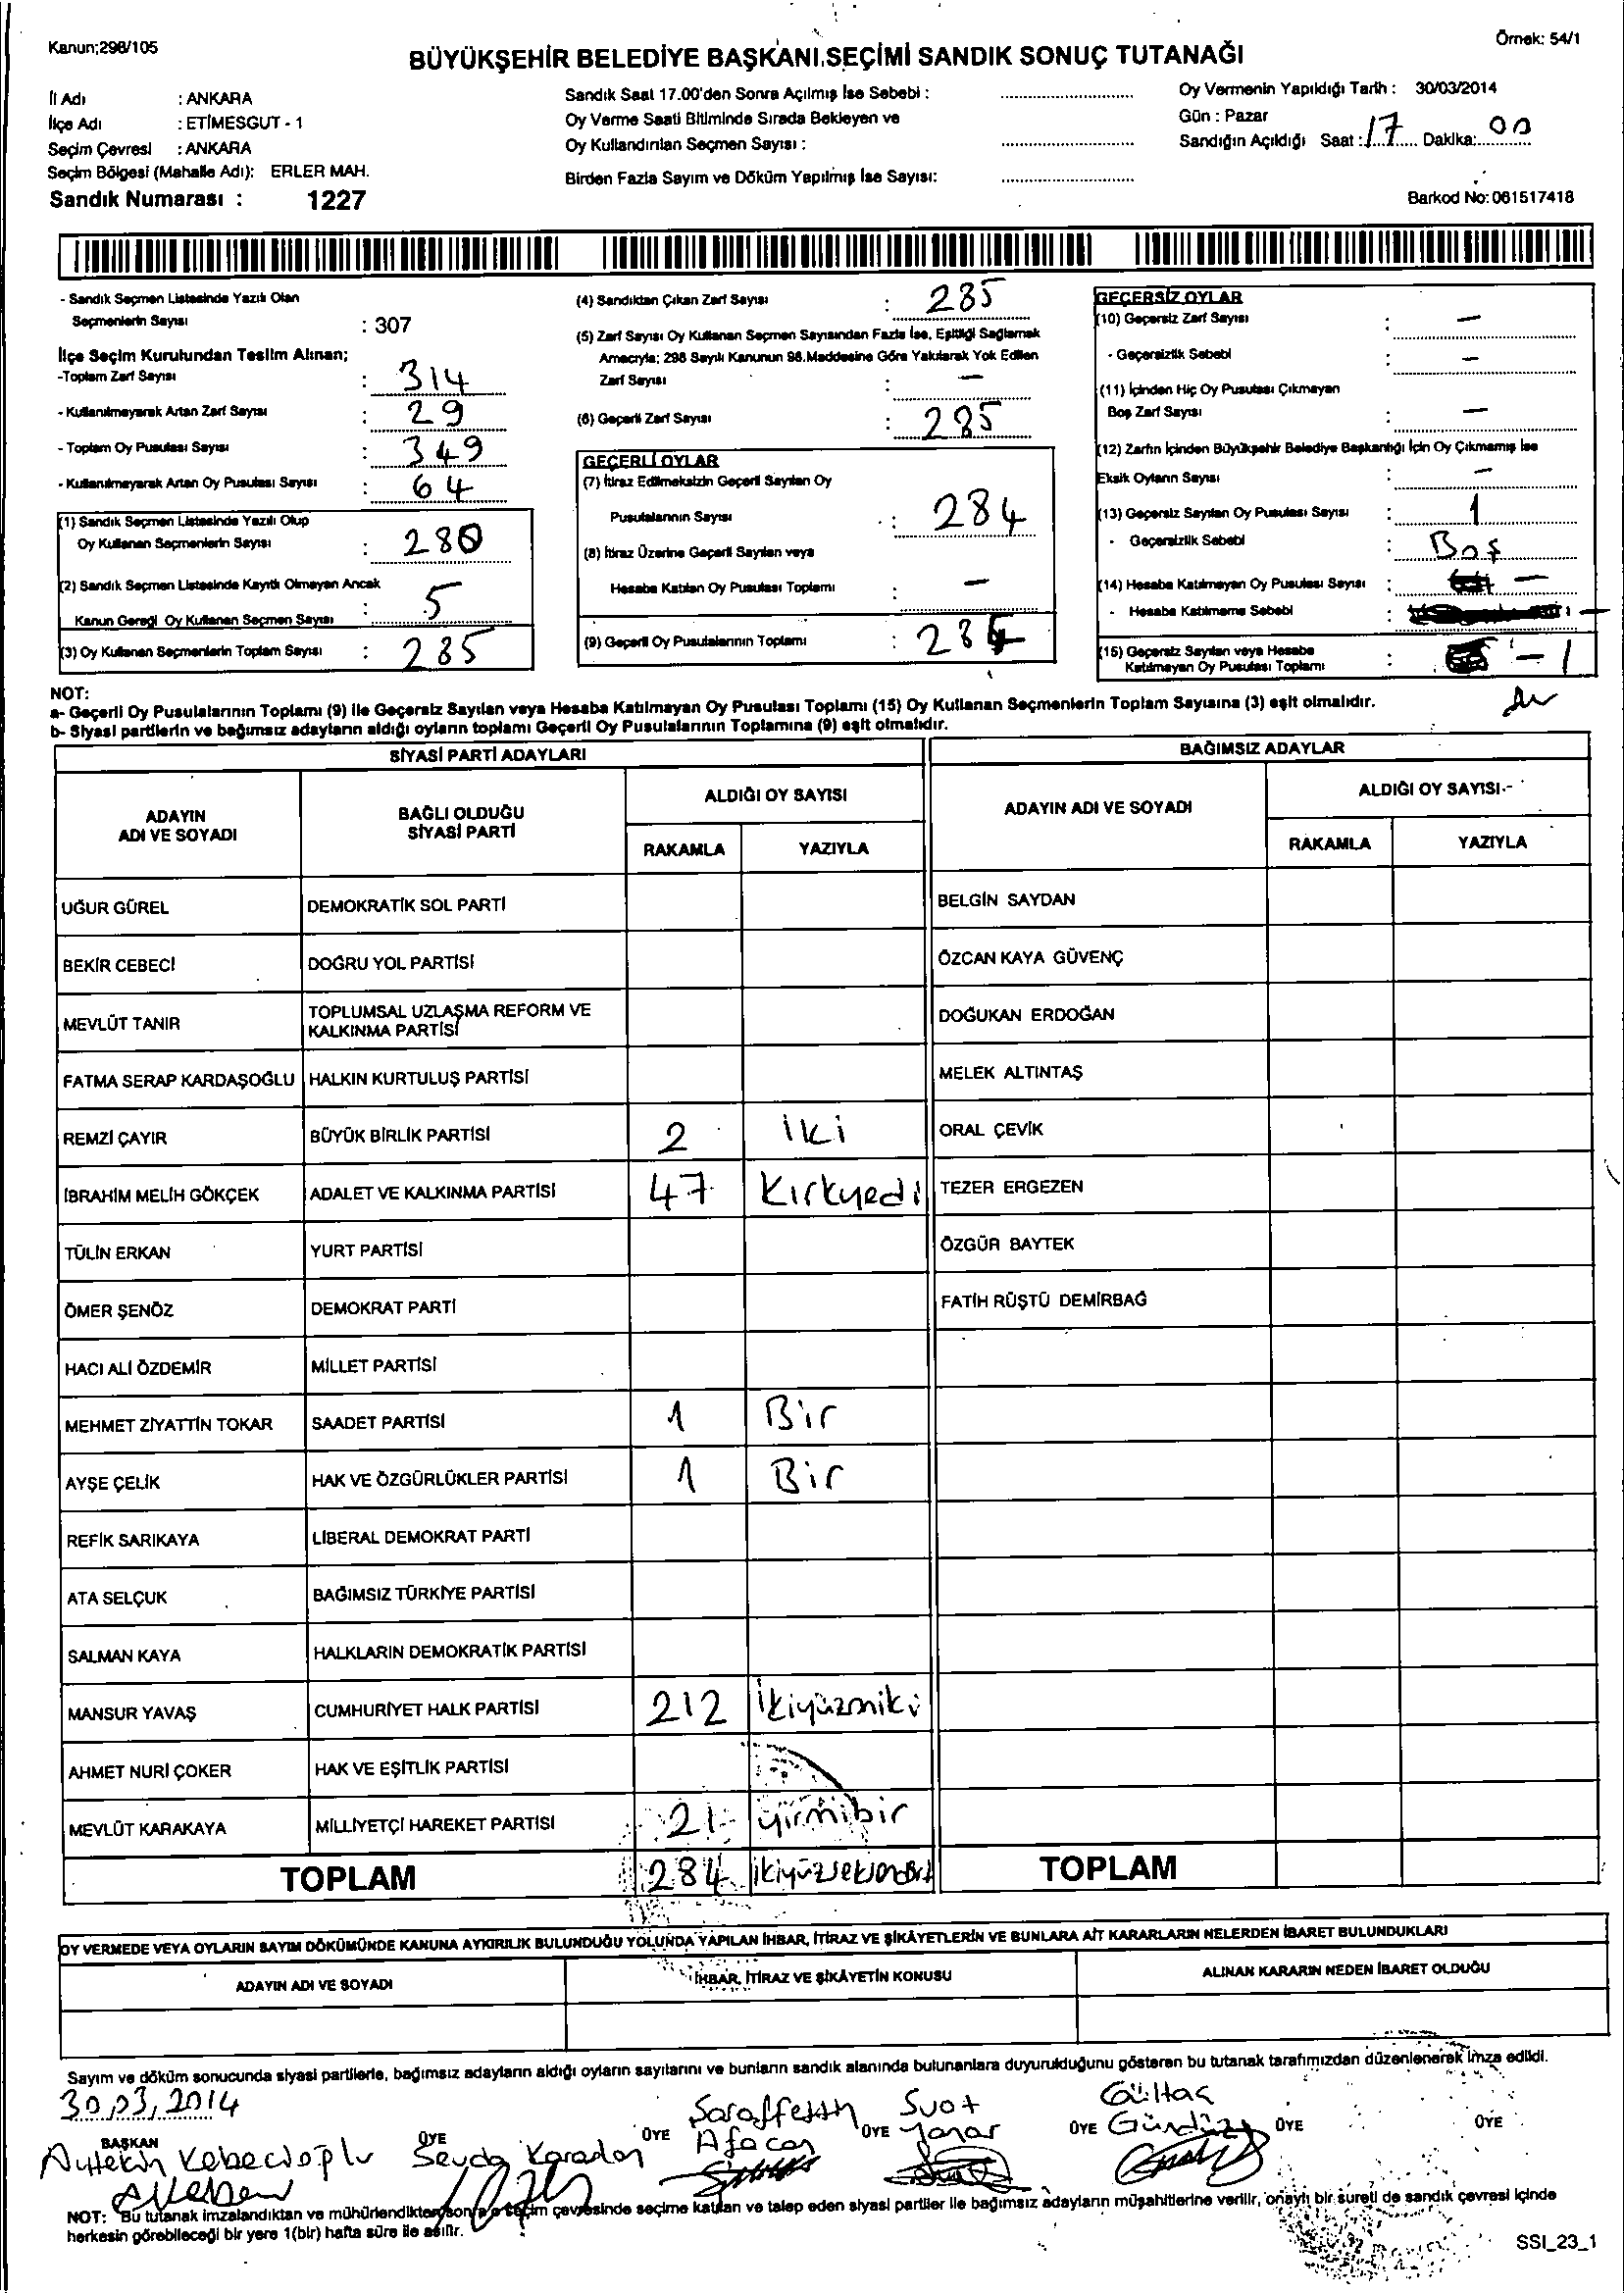 Kanun;298/105
Örnek: 54/1
BÜYÜKŞEHİR BELEDİYE BAŞKANI SEÇİMİ SANDIK SONUÇ TUTANAĞI
İl Adı : ANKARA
İlçe Adı : ETİMESGUT - 1
Seçim Çevresi : ANKARA
Seçim Bölgesi (Mahalle Adı): ERLER MAH.
Sandık Numarası : 1227
Sandık Saat 17.00'den Sonra Açılmış İse Sebebi : ........................
Oy Verme Saati Bitiminde Sırada Bekleyen ve
Oy Kullandırılan Seçmen Sayısı : ........................
Birden Fazla Sayım ve Döküm Yapılmış İse Sayısı: ........................
Oy Vermenin Yapıldığı Tarih : 30/03/2014
Gün : Pazar
Sandığın Açıldığı Saat : 17 Dakika: 00
Barkod No: 061517418
- Sandık Seçmen Listesinde Yazılı Olan
Seçmenlerin Sayısı : 307
İlçe Seçim Kurulundan Teslim Alınan;
-Toplam Zarf Sayısı : 314
- Kullanılmayarak Artan Zarf Sayısı : 29
- Toplam Oy Pusulası Sayısı : 349
- Kullanılmayarak Artan Oy Pusulası Sayısı : 64
(1) Sandık Seçmen Listesinde Yazılı Olup
Oy Kullanan Seçmenlerin Sayısı : 280
(2) Sandık Seçmen Listesinde Kayıtlı Olmayan Ancak
Kanun Gereği Oy Kullanan Seçmen Sayısı : 5
(3) Oy Kullanan Seçmenlerin Toplam Sayısı : 285
(4) Sandıktan Çıkan Zarf Sayısı : 285
(5) Zarf Sayısı Oy Kullanan Seçmen Sayısından Fazla İse, Eşitliği Sağlamak
Amacıyla; 298 Sayılı Kanunun 98.Maddesine Göre Yakılarak Yok Edilen
Zarf Sayısı : —
(6) Geçerli Zarf Sayısı : 285
GEÇERLİ OYLAR
(7) İtiraz Edilmeksizin Geçerli Sayılan Oy
Pusulalarının Sayısı : 284
(8) İtiraz Üzerine Geçerli Sayılan veya
Hesaba Katılan Oy Pusulası Toplamı : —
(9) Geçerli Oy Pusulalarının Toplamı : 284
GEÇERSİZ OYLAR
(10) Geçersiz Zarf Sayısı : —
- Geçersizlik Sebebi : —
(11) İçinden Hiç Oy Pusulası Çıkmayan
Boş Zarf Sayısı : —
(12) Zarfın İçinden Büyükşehir Belediye Başkanlığı İçin Oy Çıkmamış İse
Eksik Oyların Sayısı : —
(13) Geçersiz Sayılan Oy Pusulası Sayısı : 1
- Geçersizlik Sebebi : Boş
(14) Hesaba Katılmayan Oy Pusulası Sayısı : —
- Hesaba Katılmama Sebebi : —
(15) Geçersiz Sayılan veya Hesaba
Katılmayan Oy Pusulası Toplamı : - 1
NOT:
a- Geçerli Oy Pusulalarının Toplamı (9) ile Geçersiz Sayılan veya Hesaba Katılmayan Oy Pusulası Toplamı (15) Oy Kullanan Seçmenlerin Toplam Sayısına (3) eşit olmalıdır.
b- Siyasi partilerin ve bağımsız adayların aldığı oyların toplamı Geçerli Oy Pusulalarının Toplamına (9) eşit olmalıdır.
SİYASİ PARTİ ADAYLARI
BAĞIMSIZ ADAYLAR
ADAYIN
ADI VE SOYADI
BAĞLI OLDUĞU
SİYASİ PARTİ
ALDIĞI OY SAYISI
RAKAMLA YAZIYLA
ADAYIN ADI VE SOYADI
ALDIĞI OY SAYISI
RAKAMLA YAZIYLA
UĞUR GÜREL DEMOKRATİK SOL PARTİ BELGİN SAYDAN
BEKİR CEBECİ DOĞRU YOL PARTİSİ ÖZCAN KAYA GÜVENÇ
MEVLÜT TANIR TOPLUMSAL UZLAŞMA REFORM VE
KALKINMA PARTİSİ DOĞUKAN ERDOĞAN
FATMA SERAP KARDAŞOĞLU HALKIN KURTULUŞ PARTİSİ MELEK ALTINTAŞ
REMZİ ÇAYIR BÜYÜK BİRLİK PARTİSİ 2 iki ORAL ÇEVİK
İBRAHİM MELİH GÖKÇEK ADALET VE KALKINMA PARTİSİ 47 Kırkyedi TEZER ERGEZEN
TÜLİN ERKAN YURT PARTİSİ ÖZGÜR BAYTEK
ÖMER ŞENÖZ DEMOKRAT PARTİ FATİH RÜŞTÜ DEMİRBAĞ
HACI ALİ ÖZDEMİR MİLLET PARTİSİ
MEHMET ZİYATTİN TOKAR SAADET PARTİSİ 1 Bir
AYŞE ÇELİK HAK VE ÖZGÜRLÜKLER PARTİSİ 1 Bir
REFİK SARIKAYA LİBERAL DEMOKRAT PARTİ
ATA SELÇUK BAĞIMSIZ TÜRKİYE PARTİSİ
SALMAN KAYA HALKLARIN DEMOKRATİK PARTİSİ
MANSUR YAVAŞ CUMHURİYET HALK PARTİSİ 212
AHMET NURİ ÇOKER HAK VE EŞİTLİK PARTİSİ
MEVLÜT KARAKAYA MİLLİYETÇİ HAREKET PARTİSİ 21 yirmibir
TOPLAM 284 TOPLAM
OY VERMEDE VEYA OYLARIN SAYIM DÖKÜMÜNDE KANUNA AYKIRILIK BULUNDUĞU YOLUNDA YAPILAN İHBAR, İTİRAZ VE ŞİKÂYETLERİN VE BUNLARA AİT KARARLARIN NELERDEN İBARET BULUNDUKLARI
ADAYIN ADI VE SOYADI İHBAR, İTİRAZ VE ŞİKÂYETİN KONUSU ALINAN KARARIN NEDEN İBARET OLDUĞU
Sayım ve döküm sonucunda siyasi partilerle, bağımsız adayların aldığı oyların sayılarını ve bunların sandık alanında bulunanlara duyurulduğunu gösteren bu tutanak tarafımızdan düzenlenerek imza edildi.
30.03.2014
BAŞKAN ÜYE ÜYE ÜYE ÜYE ÜYE ÜYE
Aytekin Kebecioğlu Seyda Karadağ Suat Yanar Gültaç Gündüz
NOT: Bu tutanak imzalandıktan ve mühürlendikten sonra o seçim çevresinde seçime katılan ve talep eden siyasi partiler ile bağımsız adayların müşahitlerine verilir, onaylı bir sureti de sandık çevresi içinde
herkesin görebileceği bir yere 1(bir) hafta süre ile asılır.
SSI_23_1